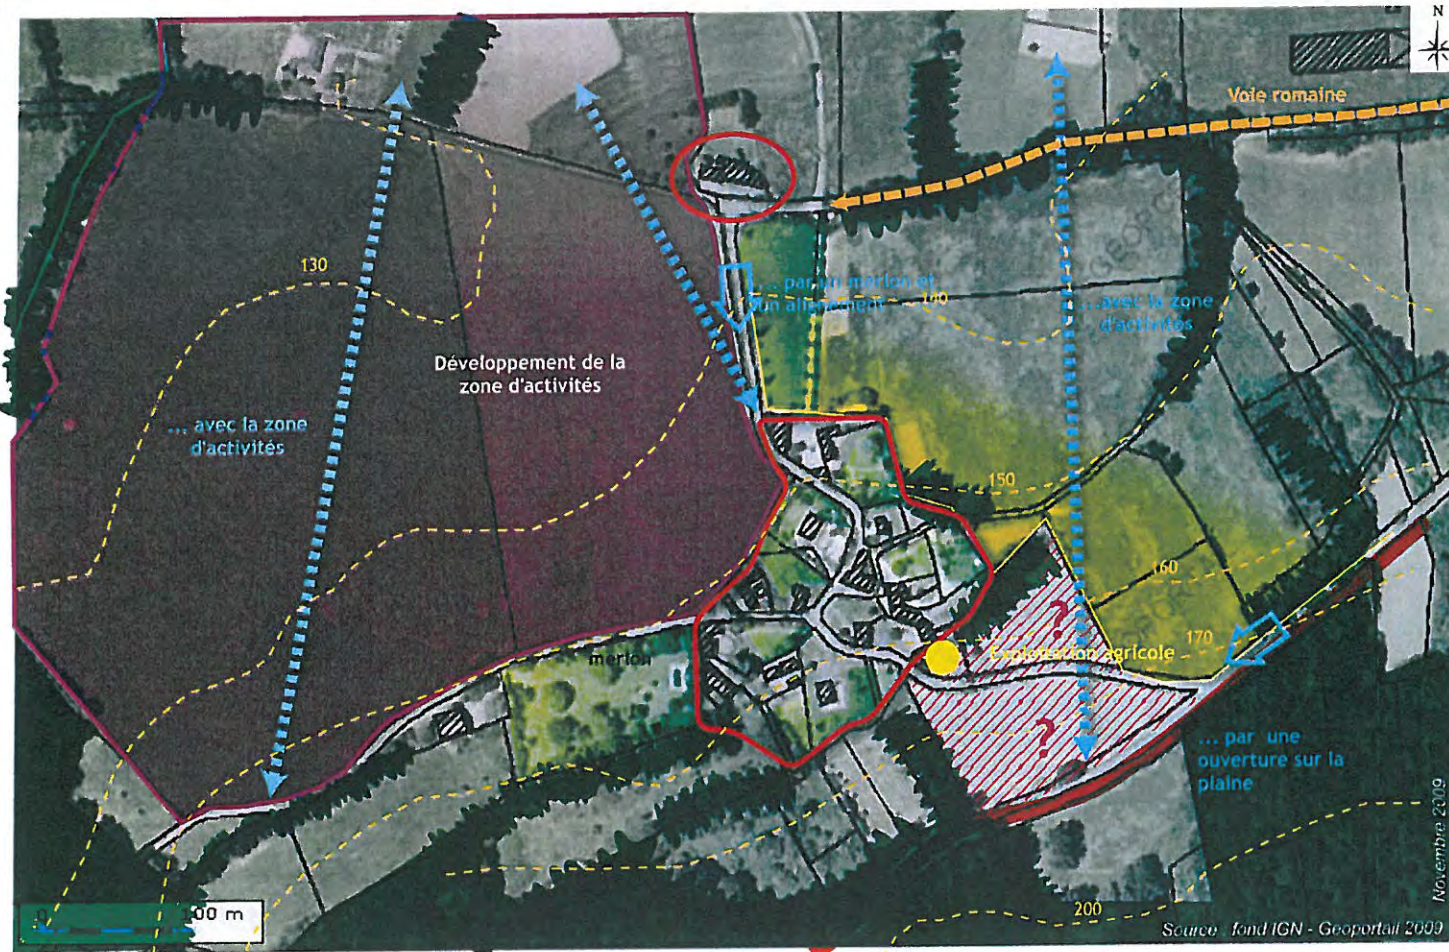 N
Voie romaine
130
... par un merlon et
un alignement
140
...avec la zone
d'activités
Développement de la
zone d'activités
... avec la zone
d'activités
150
160
?
170
merlon
Exploitation agricole
?
... par une
ouverture sur la
plaine
0 100 m
200
Novembre 2009
Source : fond IGN - Geoportail 2009